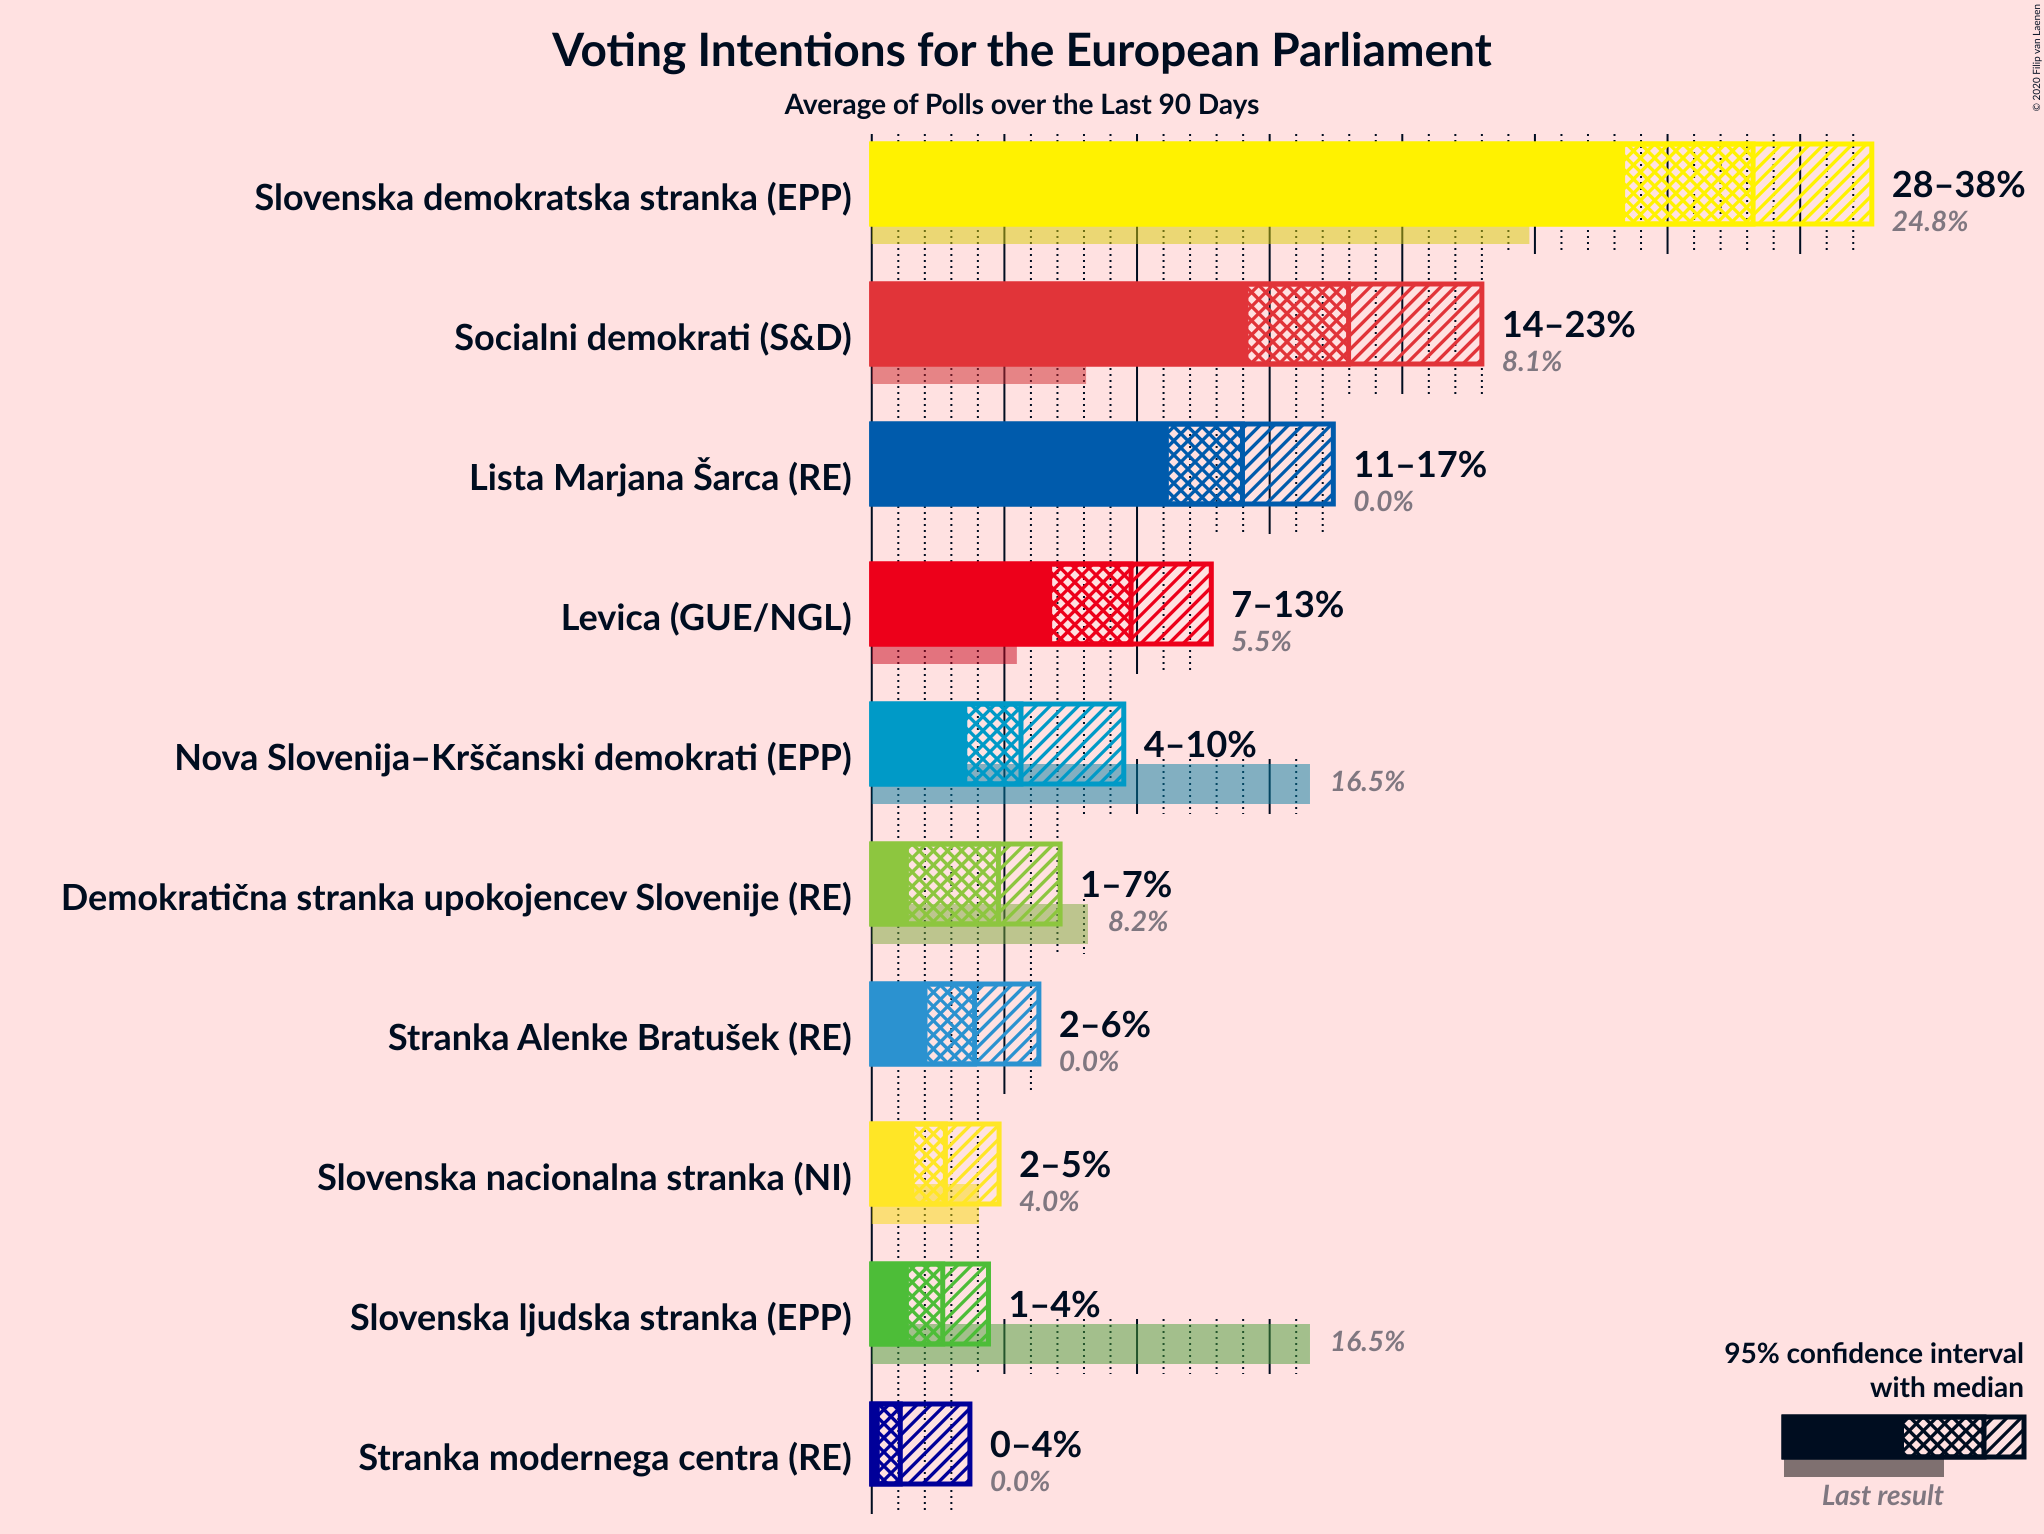 Voting Intentions for the European Parliament
Average of Polls over the Last 90 Days
© 2020 Filip van Laenen
Slovenska demokratska stranka (EPP)
28–38%
24.8%
Socialni demokrati (S&D)
14–23%
8.1%
Lista Marjana Šarca (RE)
11–17%
0.0%
Levica (GUE/NGL)
7–13%
5.5%
Nova Slovenija–Krščanski demokrati (EPP)
4–10%
16.5%
Demokratična stranka upokojencev Slovenije (RE)
1–7%
8.2%
Stranka Alenke Bratušek (RE)
2–6%
0.0%
Slovenska nacionalna stranka (NI)
2–5%
4.0%
Slovenska ljudska stranka (EPP)
1–4%
16.5%
Stranka modernega centra (RE)
0–4%
0.0%
95% confidence interval
with median
Last result